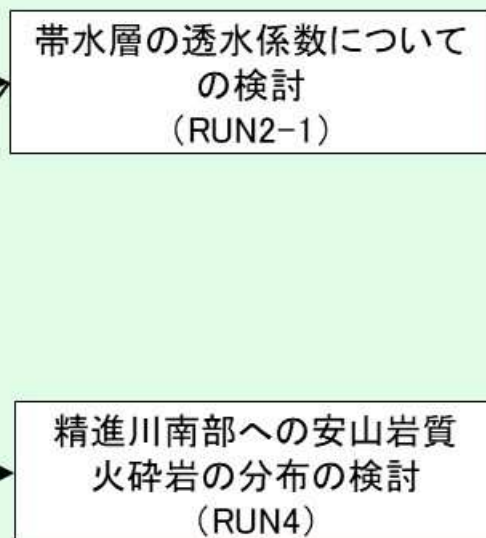 帯水層の透水係数について
の検討
(RUN2-1)
精進川南部への安山岩質
火砕岩の分布の検討
(RUN4)